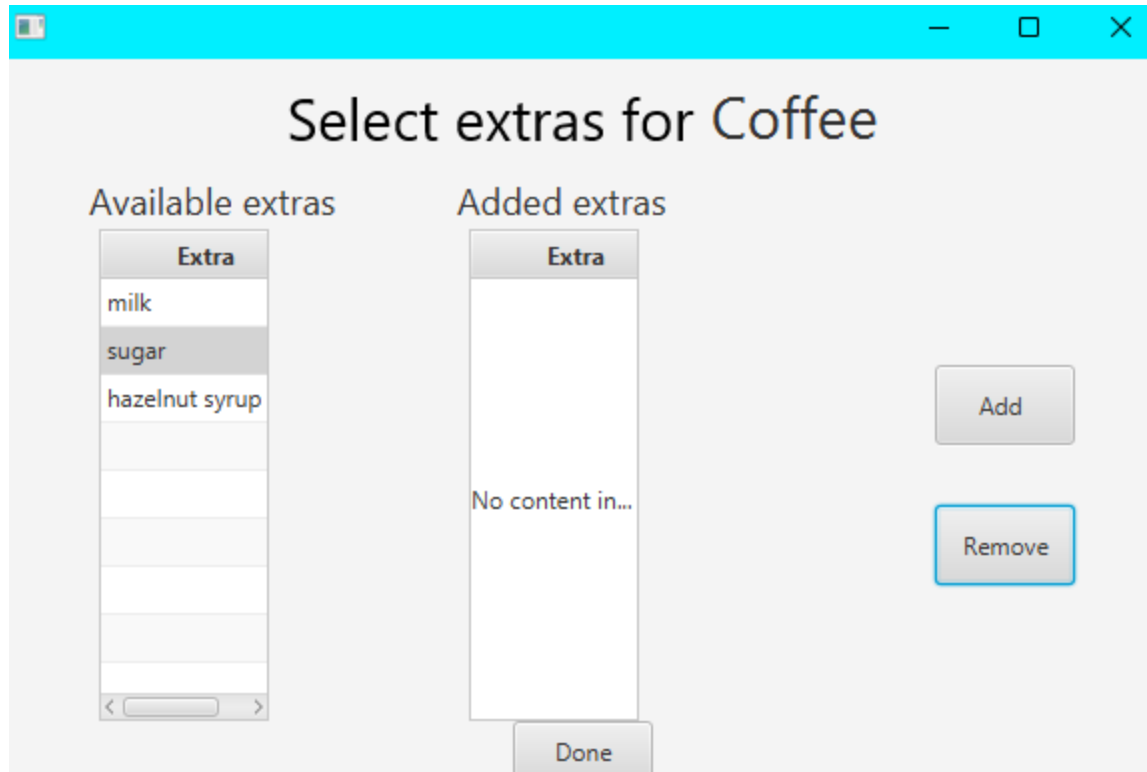 Select extras for Coffee
Available extras
Added extras
Extra
milk
sugar
hazelnut syrup
Extra
No content in...
Add
Remove
Done